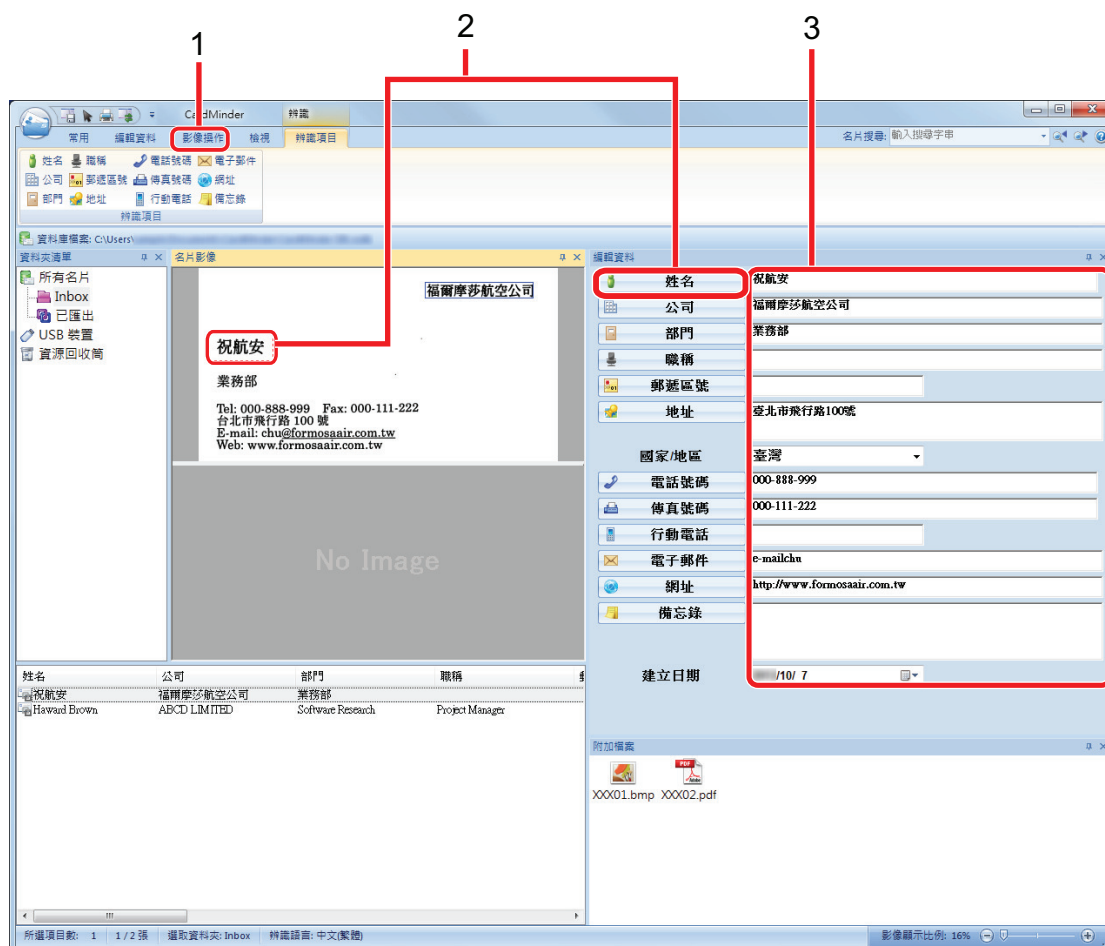 1
2
3
CardMinder 辨識
常用 編輯資料 影像操作 檢視 辨識項目
名片搜尋: 輸入搜尋字串
姓名 職稱 電話號碼 電子郵件
公司 郵遞區號 傳真號碼 網址
部門 地址 行動電話 備忘錄
辨識項目
資料庫檔案: C:\Users\
資料夾清單
所有名片
Inbox
已匯出
USB 裝置
資源回收筒
名片影像
福爾摩莎航空公司
祝航安
業務部
Tel: 000-888-999 Fax: 000-111-222
台北市飛行路 100 號
E-mail: chu@formosaair.com.tw
Web: www.formosaair.com.tw
No Image
編輯資料
姓名 祝航安
公司 福爾摩莎航空公司
部門 業務部
職稱
郵遞區號
地址 臺北市飛行路100號
國家/地區 臺灣
電話號碼 000-888-999
傳真號碼 000-111-222
行動電話
電子郵件 e-mailchu
網址 http://www.formosaair.com.tw
備忘錄
建立日期 /10/ 7
姓名 公司 部門 職稱
祝航安 福爾摩莎航空公司 業務部
Haward Brown ABCD LIMITED Software Research Project Manager
附加檔案
XXX01.bmp XXX02.pdf
所選項目數: 1 1 / 2 張 選取資料夾: Inbox 辨識語言: 中文(繁體)
影像顯示比例: 16%